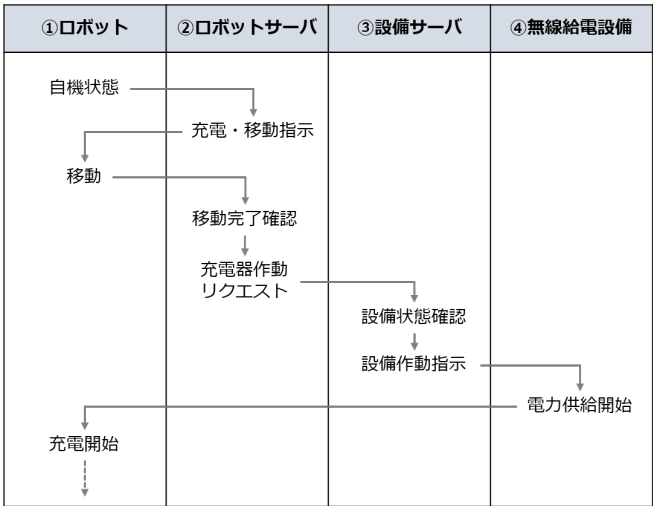 ①ロボット
②ロボットサーバ
③設備サーバ
④無線給電設備
自機状態
充電・移動指示
移動
移動完了確認
充電器作動
リクエスト
設備状態確認
設備作動指示
電力供給開始
充電開始